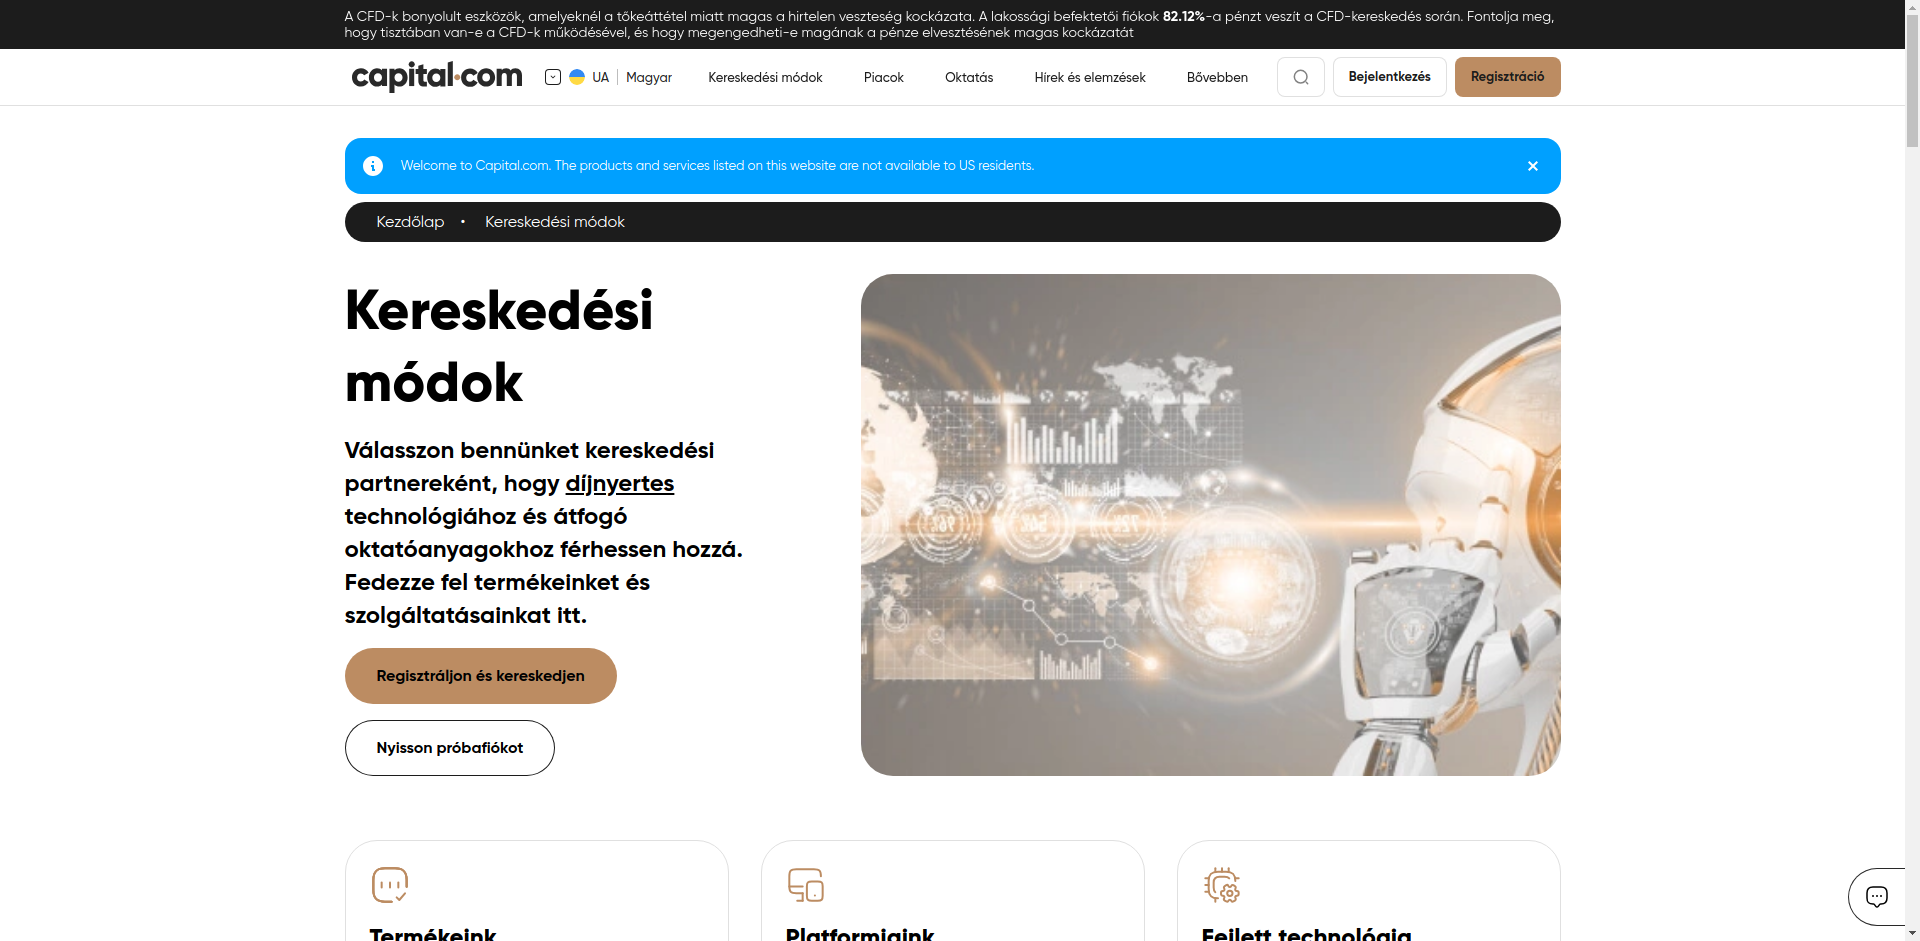 A CFD-k bonyolult eszközök, amelyeknél a tőkeáttétel miatt magas a hirtelen veszteség kockázata. A lakossági befektetői fiókok 82.12%-a pénzt veszít a CFD-kereskedés során. Fontolja meg,
hogy tisztában van-e a CFD-k működésével, és hogy megengedheti-e magának a pénze elvesztésének magas kockázatát
capital.com
UA
Magyar
Kereskedési módok
Piacok
Oktatás
Hírek és elemzések
Bővebben
Bejelentkezés
Regisztráció
Welcome to Capital.com. The products and services listed on this website are not available to US residents.
Kezdőlap • Kereskedési módok
Kereskedési
módok
Válasszon bennünket kereskedési
partnereként, hogy díjnyertes
technológiához és átfogó
oktatóanyagokhoz férhessen hozzá.
Fedezze fel termékeinket és
szolgáltatásainkat itt.
Regisztráljon és kereskedjen
Nyisson próbafiókot
Termékeink
Platformjaink
Fejlett technológia